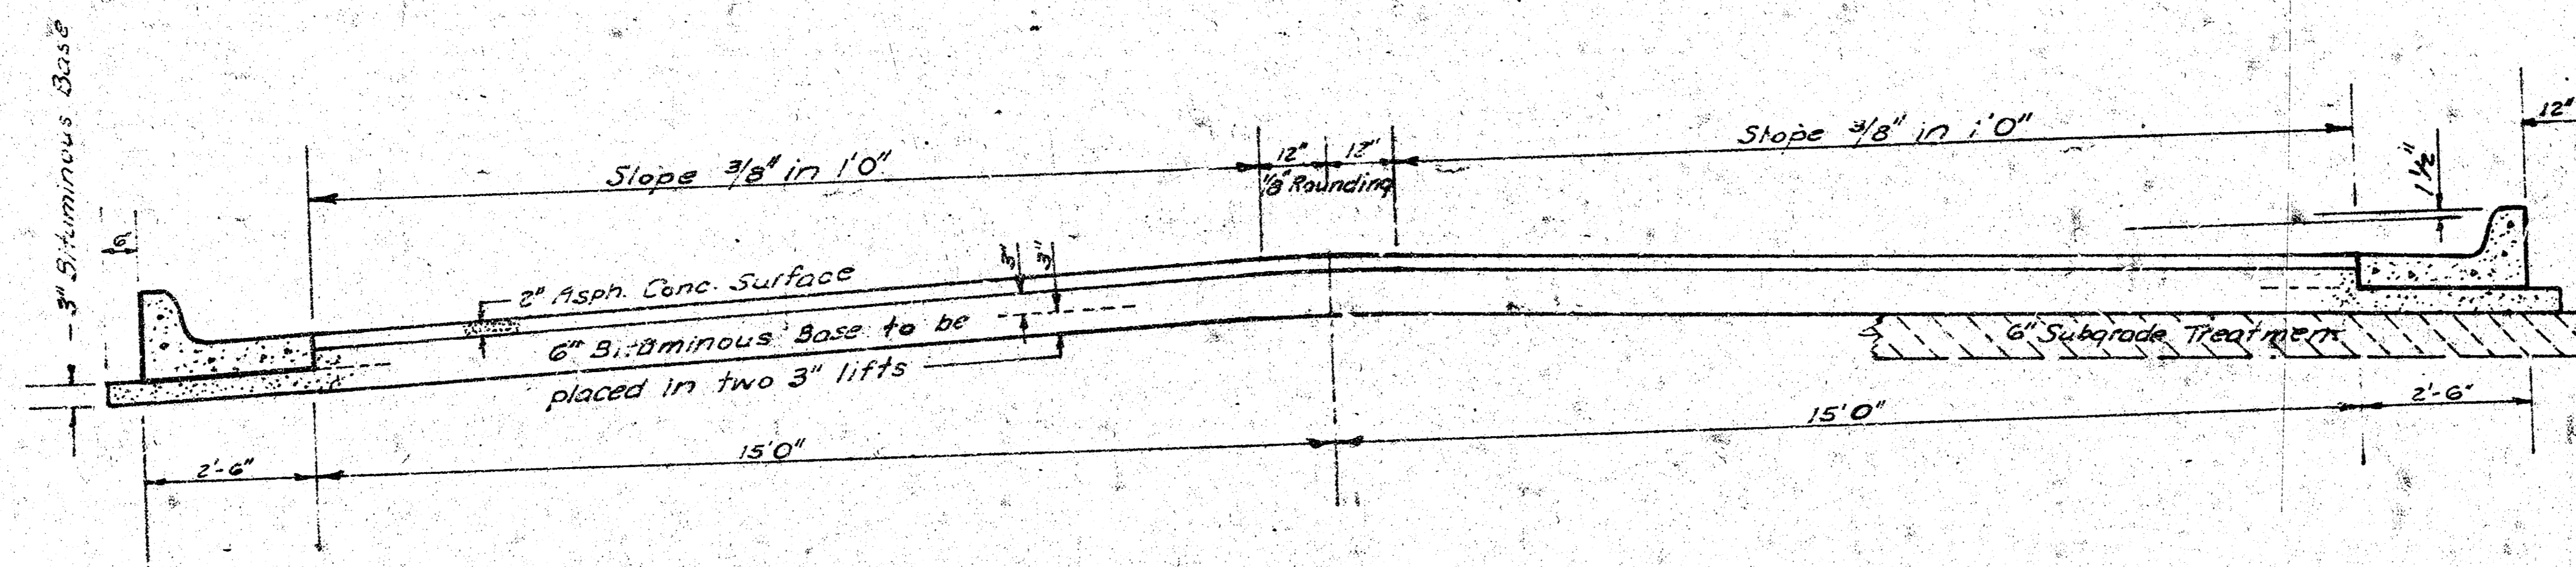 3" Bituminous Base
6"
Slope 3/8" in 1'0"
12" 12"
1/8" Rounding
Slope 3/8" in 1'0"
1 1/2"
12"
2" Asph. Conc. Surface
3" 3"
6" Bituminous Base to be
placed in two 3" lifts
6" Subgrade Treatment
2'-6"
15'0"
15'0"
2'-6"